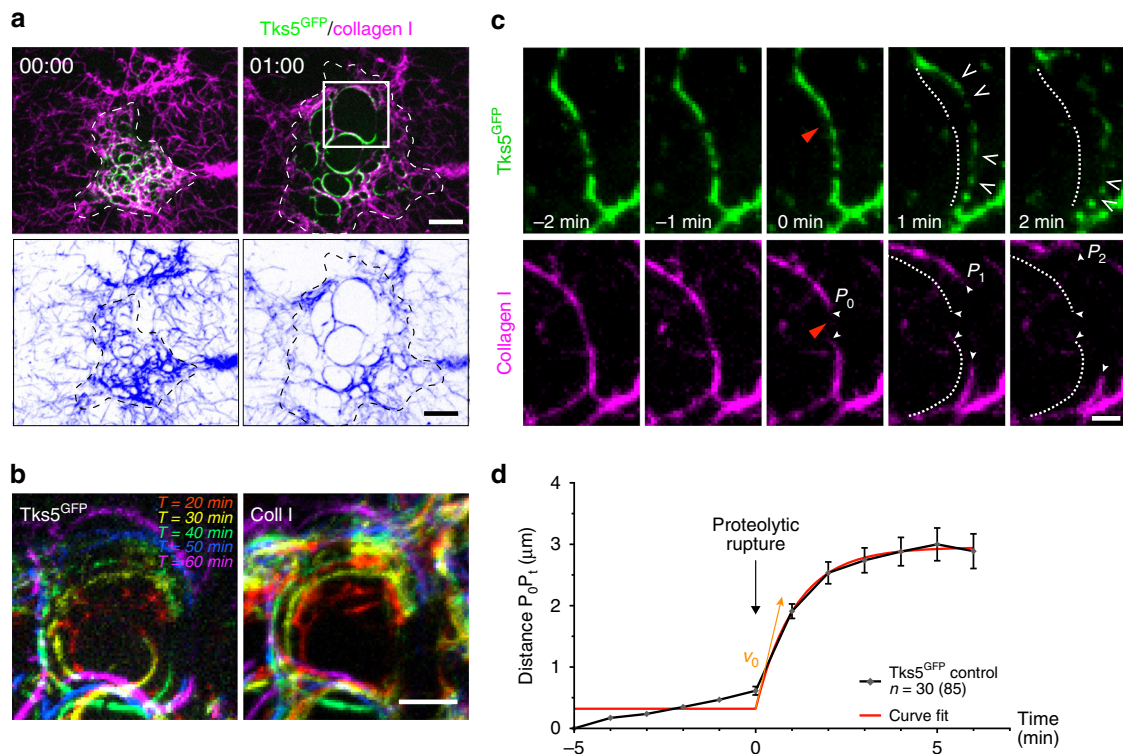 a
Tks5GFP/collagen I
00:00
01:00
b
Tks5GFP
T = 20 min
T = 30 min
T = 40 min
T = 50 min
T = 60 min
Coll I
c
Tks5GFP
–2 min
–1 min
0 min
1 min
2 min
Collagen I
P0
P1
P2
d
Distance P0Pt (μm)
4
3
2
1
0
Proteolytic
rupture
v0
Tks5GFP control
n = 30 (85)
Curve fit
–5
0
5
Time
(min)